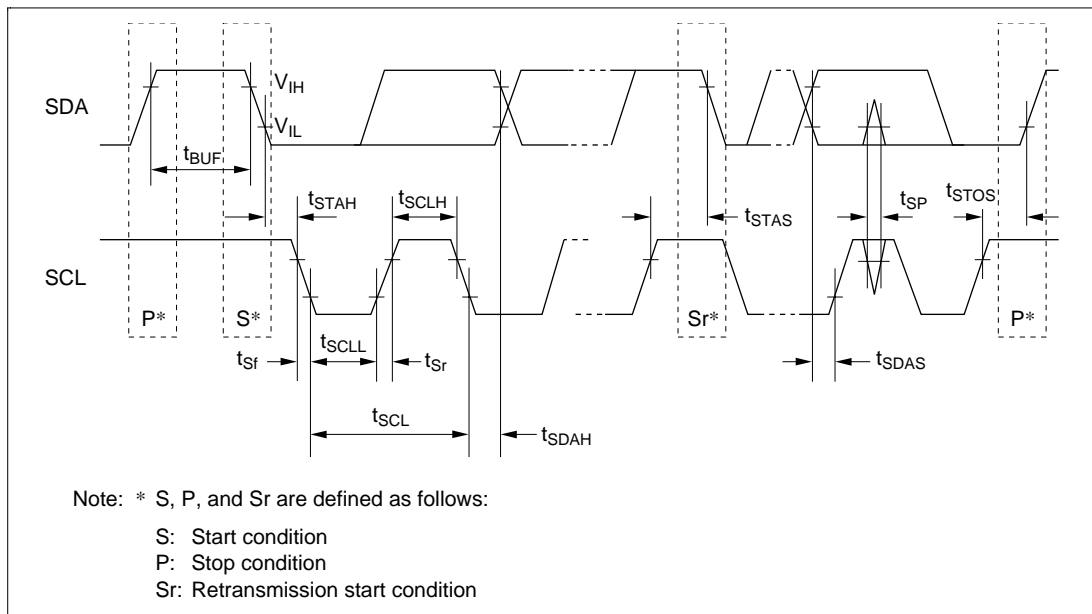 SDA
V_IH
V_IL
t_BUF
t_STAH
t_SCLH
t_STAS
t_SP
t_STOS
SCL
P*
S*
Sr*
P*
t_Sf
t_SCLL
t_Sr
t_SDAS
t_SCL
t_SDAH
Note: * S, P, and Sr are defined as follows:
S: Start condition
P: Stop condition
Sr: Retransmission start condition